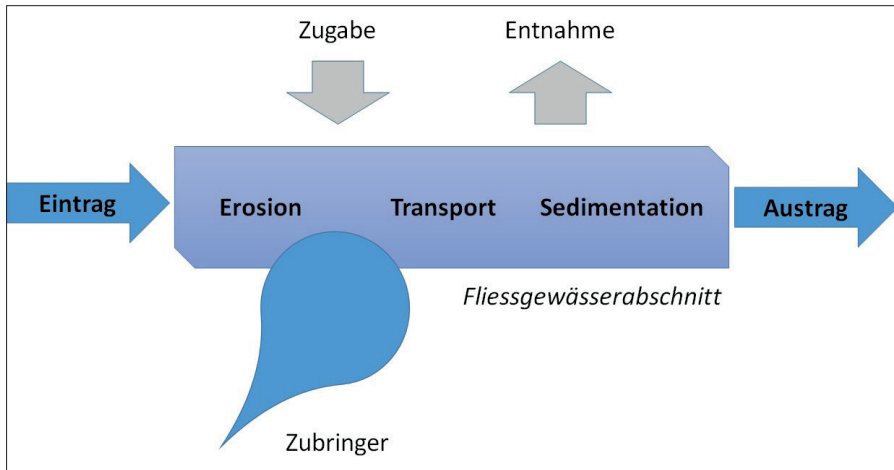 Zugabe
Entnahme
Eintrag
Erosion
Transport
Sedimentation
Austrag
Fliessgewässerabschnitt
Zubringer